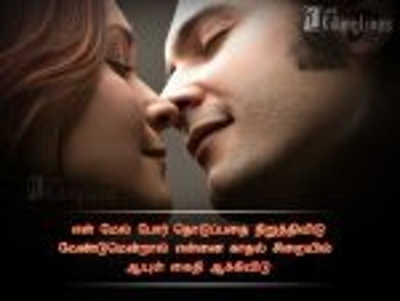 என் மேல் போர் தொடுப்பதை நிறுத்திவிடு
வேண்டுமென்றால் என்னை காதல் சிறையில்
ஆயுள் கைதி ஆக்கிவிடு